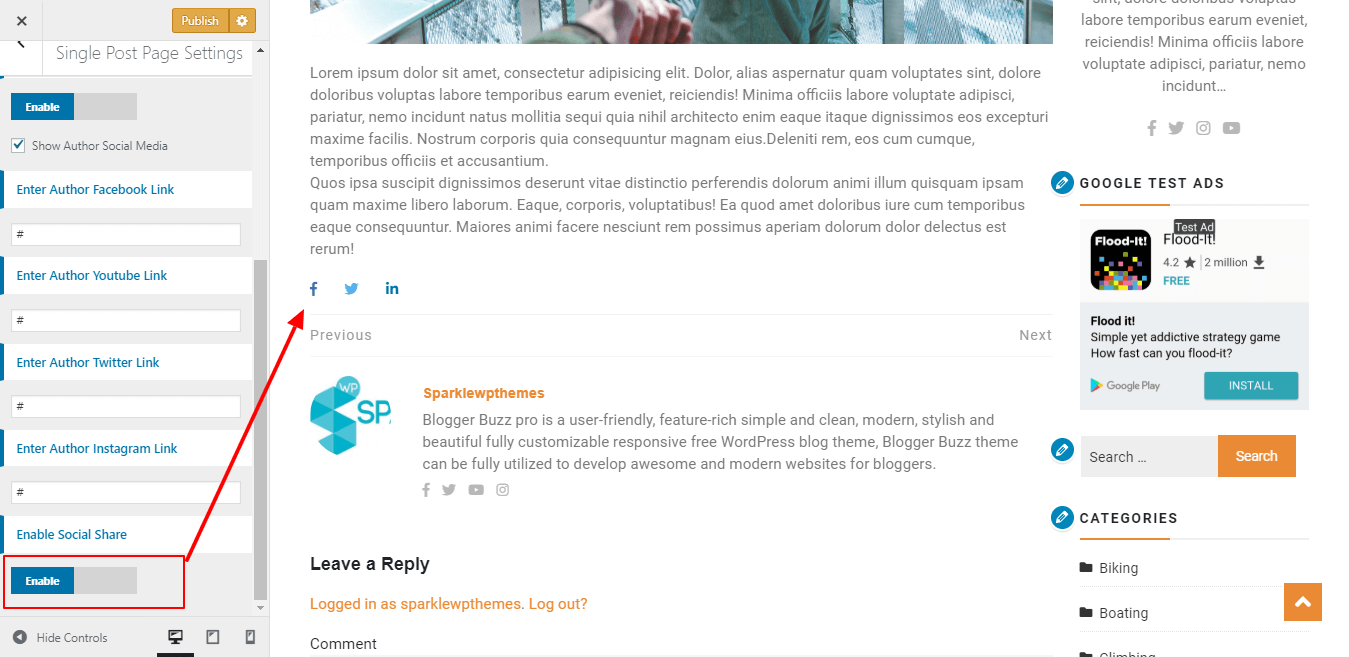 Publish
Single Post Page Settings
Enable
Show Author Social Media
Enter Author Facebook Link
#
Enter Author Youtube Link
#
Enter Author Twitter Link
#
Enter Author Instagram Link
#
Enable Social Share
Enable
Hide Controls
Lorem ipsum dolor sit amet, consectetur adipisicing elit. Dolor, alias aspernatur quam voluptates sint, dolore
doloribus voluptas labore temporibus earum eveniet, reiciendis! Minima officiis labore voluptate adipisci,
pariatur, nemo incidunt natus mollitia sequi quia nihil architecto enim eaque itaque dignissimos eos excepturi
maxime facilis. Nostrum corporis quia consequuntur magnam eius.Deleniti rem, eos cum cumque,
temporibus officiis et accusantium.
Quos ipsa suscipit dignissimos deserunt vitae distinctio perferendis dolorum animi illum quisquam ipsam
quam maxime libero laborum. Eaque, corporis, voluptatibus! Ea quod amet doloribus iure cum temporibus
eaque consequuntur. Maiores animi facere nesciunt rem possimus aperiam dolorum dolor delectus est
rerum!
f
in
Previous
Next
WP
SPA
Sparklewpthemes
Blogger Buzz pro is a user-friendly, feature-rich simple and clean, modern, stylish and
beautiful fully customizable responsive free WordPress blog theme, Blogger Buzz theme
can be fully utilized to develop awesome and modern websites for bloggers.
Leave a Reply
Logged in as sparklewpthemes. Log out?
Comment
sint, dolore doloribus voluptas
labore temporibus earum eveniet,
reiciendis! Minima officiis labore
voluptate adipisci, pariatur, nemo
incidunt…
GOOGLE TEST ADS
Test Ad
Flood-It!
Flood-It!
4.2 2 million
FREE
Flood it!
Simple yet addictive strategy game
How fast can you flood-it?
Google Play
INSTALL
Search …
Search
CATEGORIES
Biking
Boating
Climbing